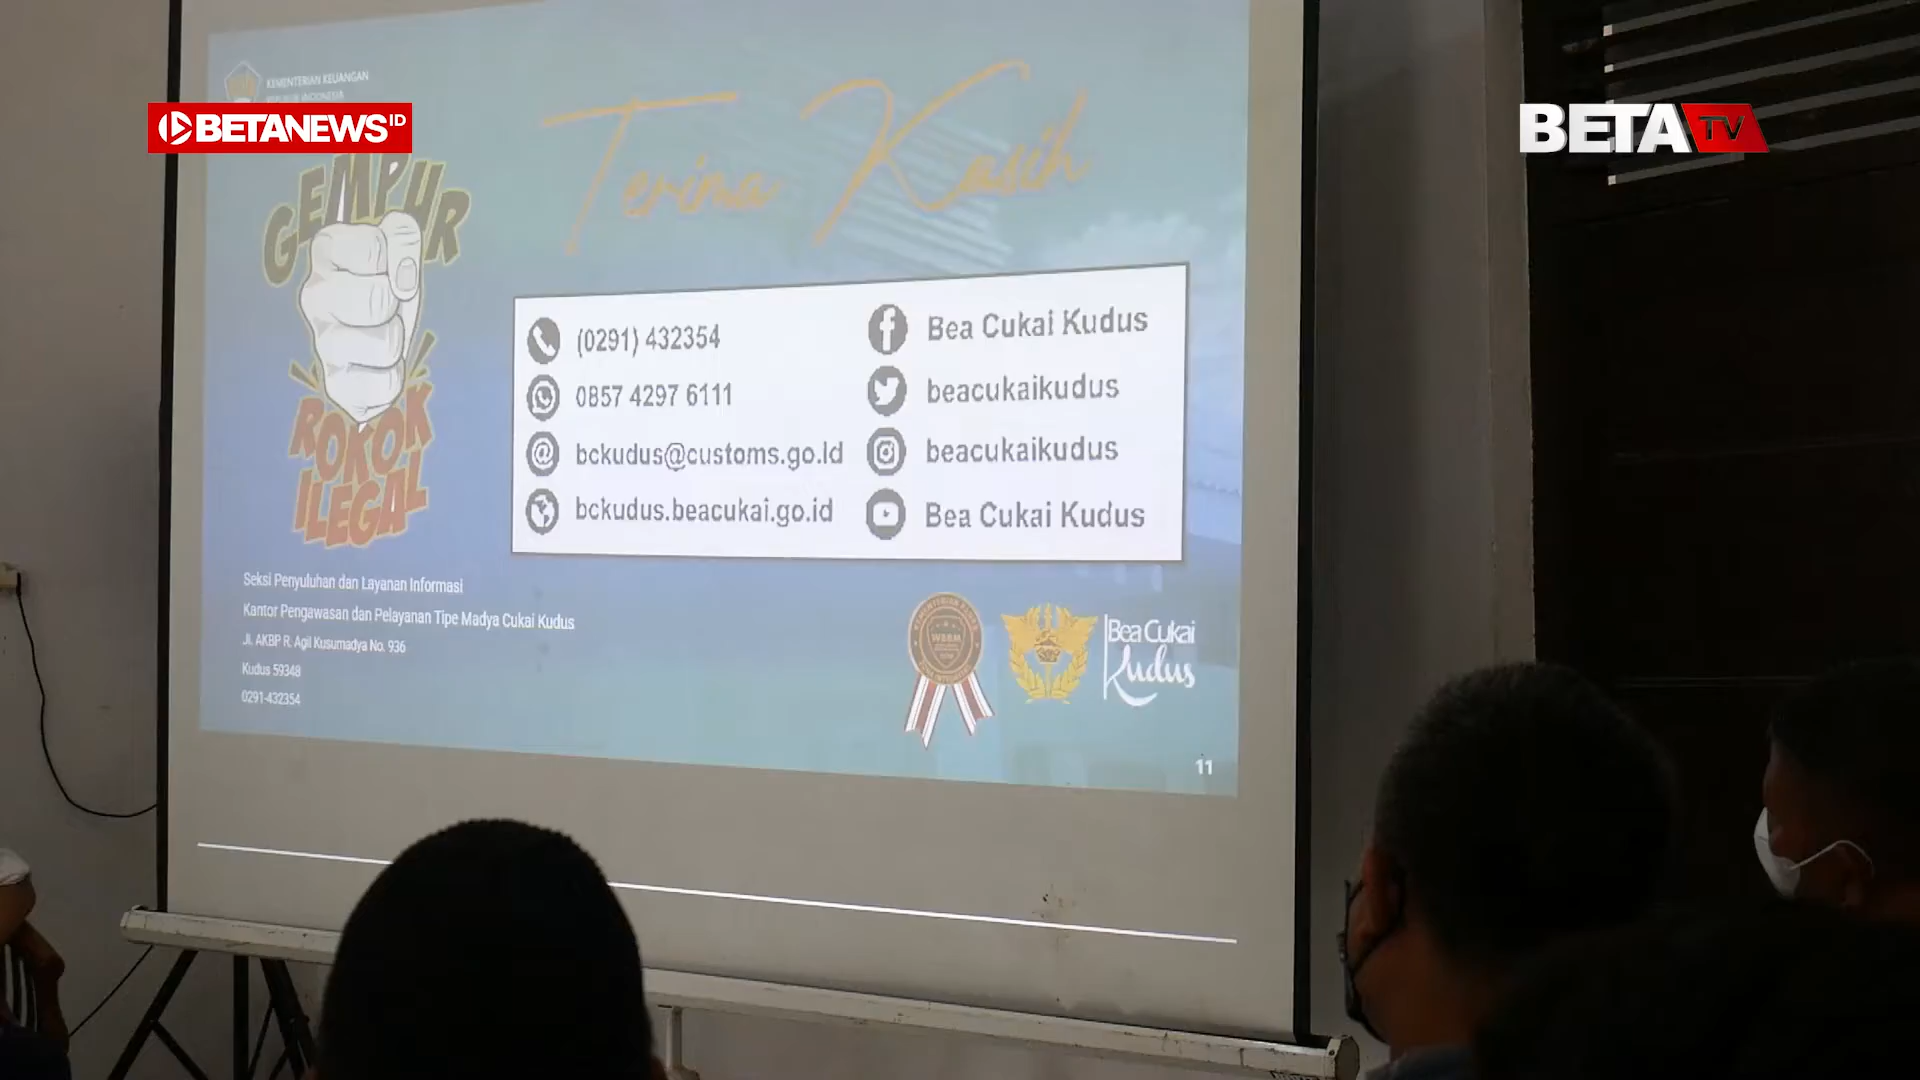 KEMENTERIAN KEUANGAN
REPUBLIK INDONESIA
BETANEWS ID
BETA TV
GEMPUR
ROKOK
ILEGAL
Terima Kasih
(0291) 432354
0857 4297 6111
bckudus@customs.go.id
bckudus.beacukai.go.id
Bea Cukai Kudus
beacukaikudus
beacukaikudus
Bea Cukai Kudus
Seksi Penyuluhan dan Layanan Informasi
Kantor Pengawasan dan Pelayanan Tipe Madya Cukai Kudus
Jl. AKBP R. Agil Kusumadya No. 936
Kudus 59348
0291-432354
WBBM
Bea Cukai
Kudus
11